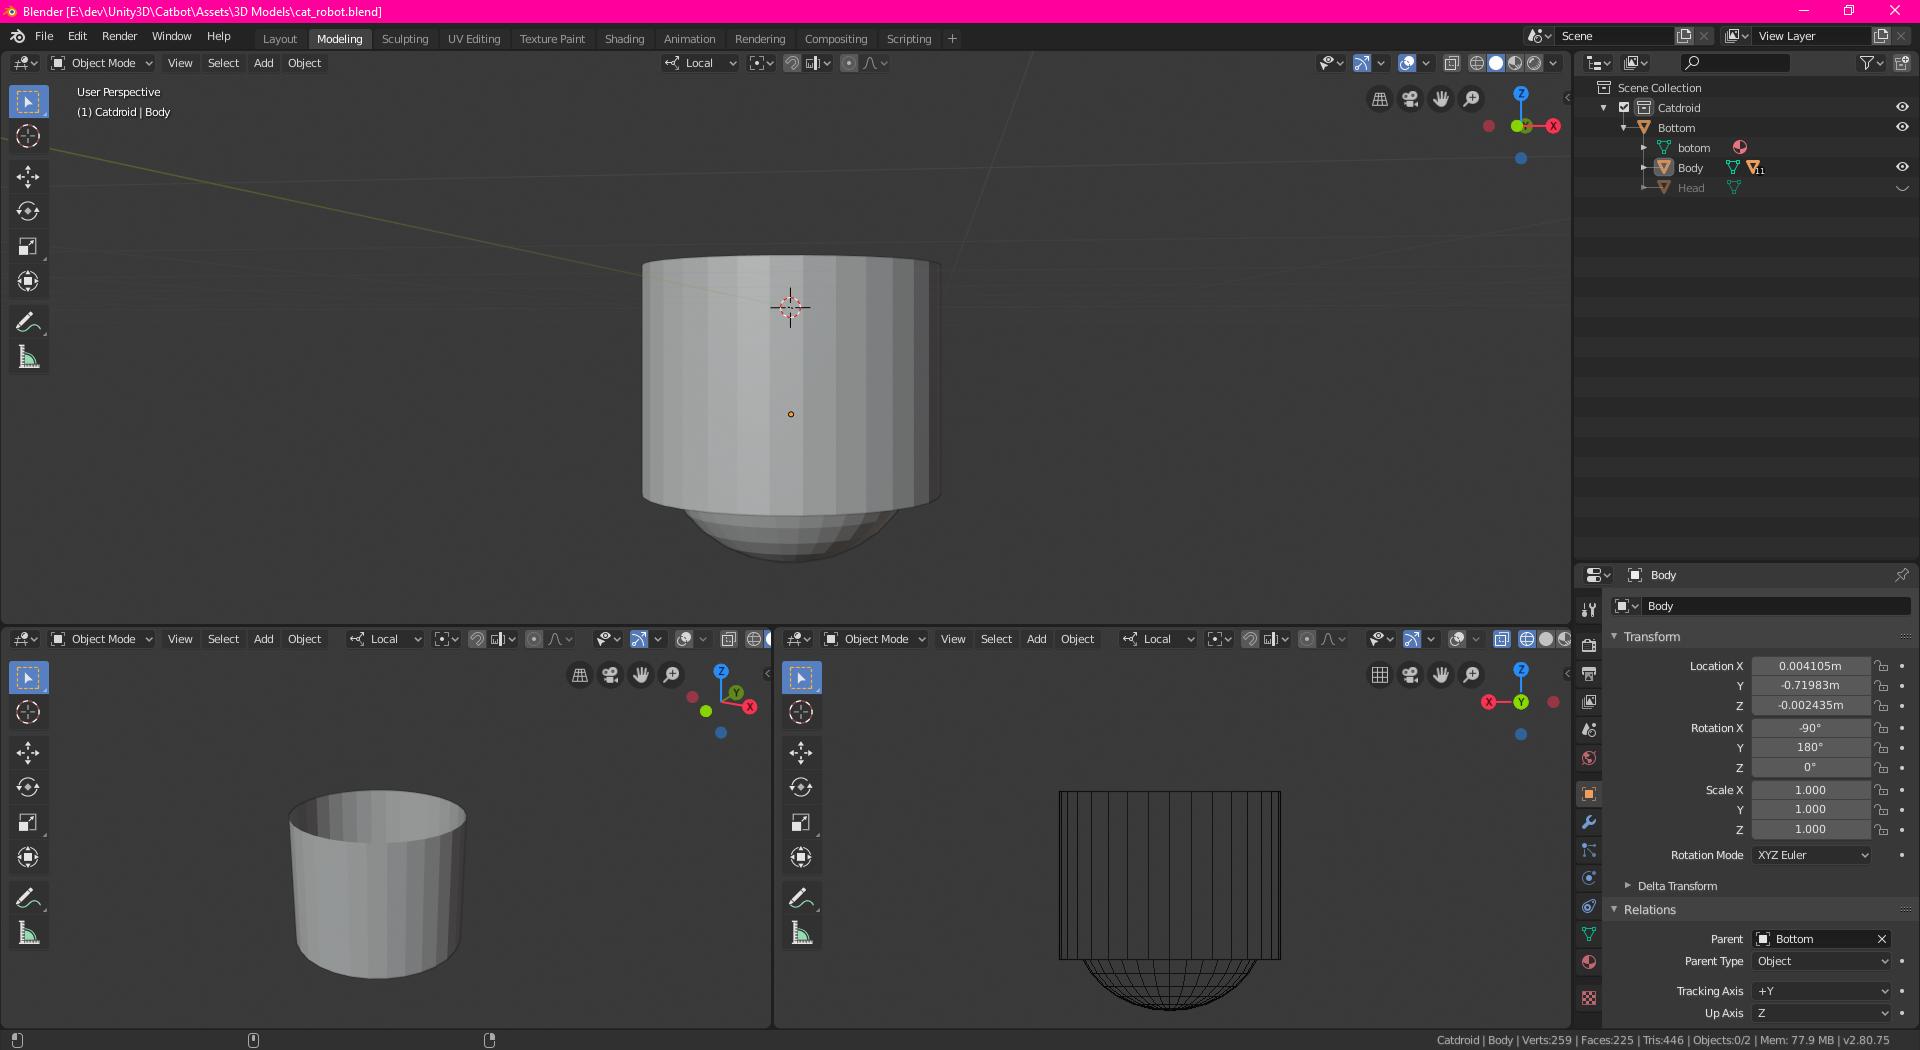 Blender [E:\dev\Unity3D\Catbot\Assets\3D Models\cat_robot.blend]
File Edit Render Window Help
Layout Modeling Sculpting UV Editing Texture Paint Shading Animation Rendering Compositing Scripting +
Scene
View Layer
Object Mode View Select Add Object
Local
User Perspective
(1) Catdroid | Body
Z
Y
X
Scene Collection
Catdroid
Bottom
botom
Body
11
Head
Object Mode View Select Add Object
Local
Z
Y
X
Object Mode View Select Add Object
Local
Z
X
Y
Body
Body
Transform
Location X 0.004105m
Y -0.71983m
Z -0.002435m
Rotation X -90°
Y 180°
Z 0°
Scale X 1.000
Y 1.000
Z 1.000
Rotation Mode XYZ Euler
Delta Transform
Relations
Parent Bottom
Parent Type Object
Tracking Axis +Y
Up Axis Z
Catdroid | Body | Verts:259 | Faces:225 | Tris:446 | Objects:0/2 | Mem: 77.9 MB | v2.80.75